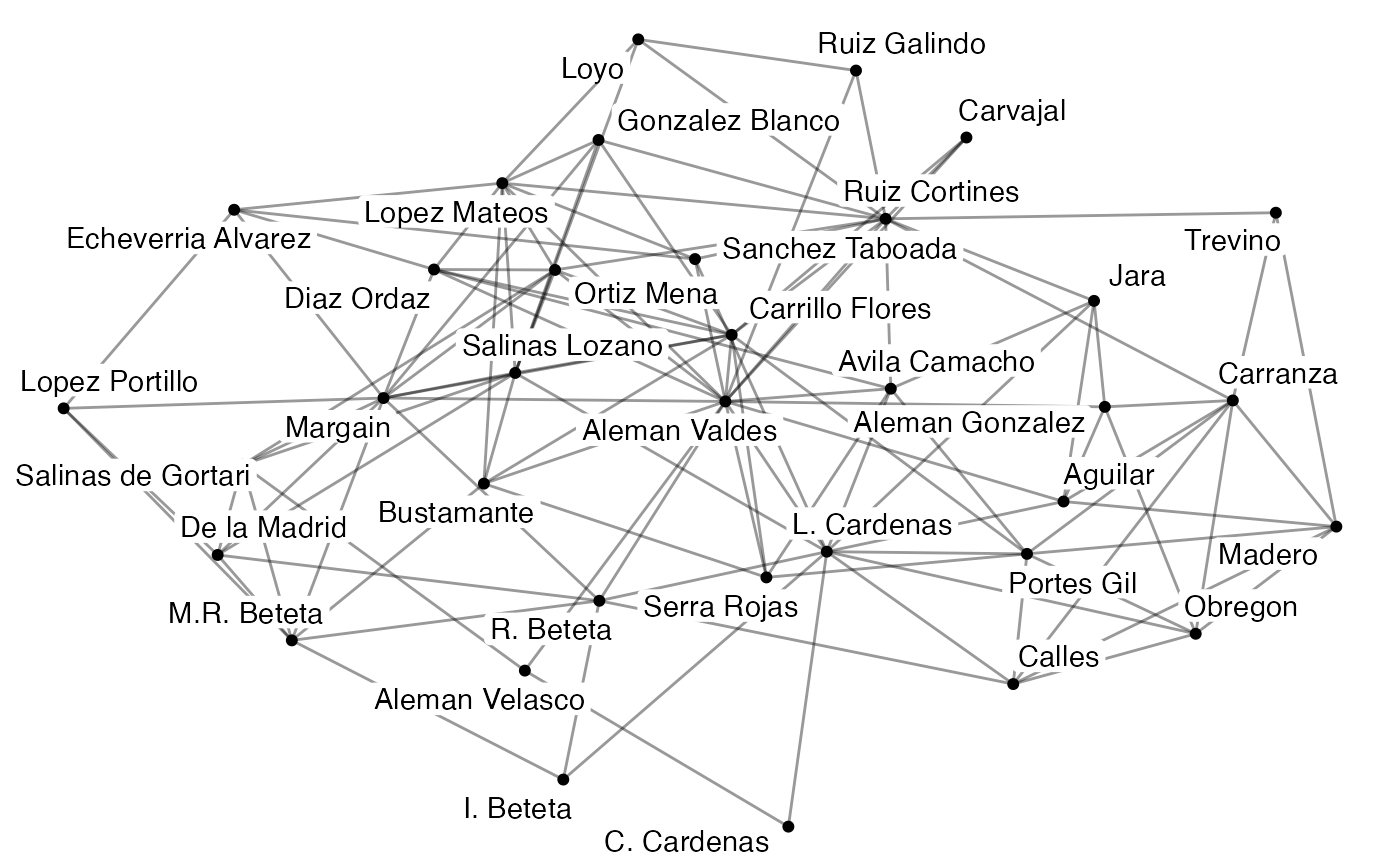 Ruiz Galindo
Loyo
Carvajal
Gonzalez Blanco
Ruiz Cortines
Lopez Mateos
Echeverria Alvarez
Sanchez Taboada
Trevino
Jara
Diaz Ordaz
Ortiz Mena
Carrillo Flores
Salinas Lozano
Avila Camacho
Carranza
Lopez Portillo
Margain
Aleman Valdes
Aleman Gonzalez
Salinas de Gortari
Aguilar
Bustamante
De la Madrid
L. Cardenas
Madero
Portes Gil
M.R. Beteta
Serra Rojas
Obregon
R. Beteta
Calles
Aleman Velasco
I. Beteta
C. Cardenas